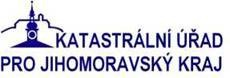 KATASTRÁLNÍ ÚŘAD
PRO JIHOMORAVSKÝ KRAJ